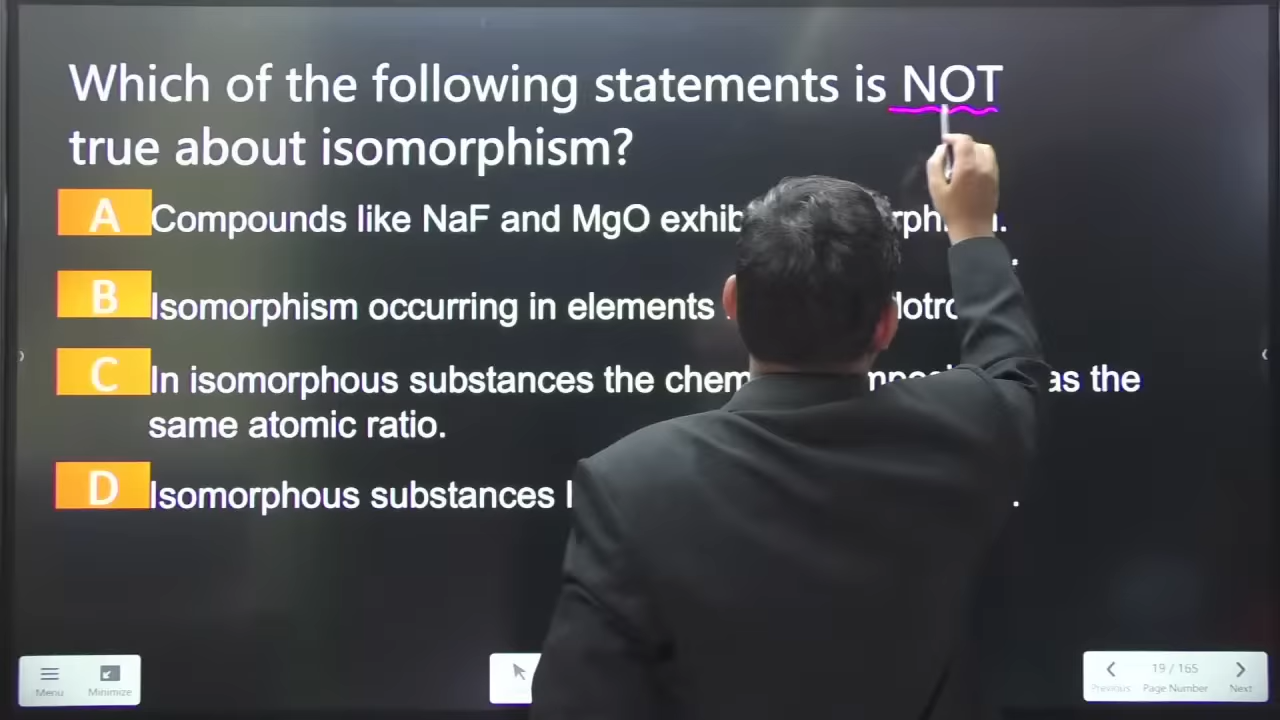 Which of the following statements is NOT
true about isomorphism?
A Compounds like NaF and MgO
B Isomorphism occurring in elements
C In isomorphous substances the as the
same atomic ratio.
D Isomorphous substances
Menu
Minimize
Previous
19 / 165
Page Number
Next